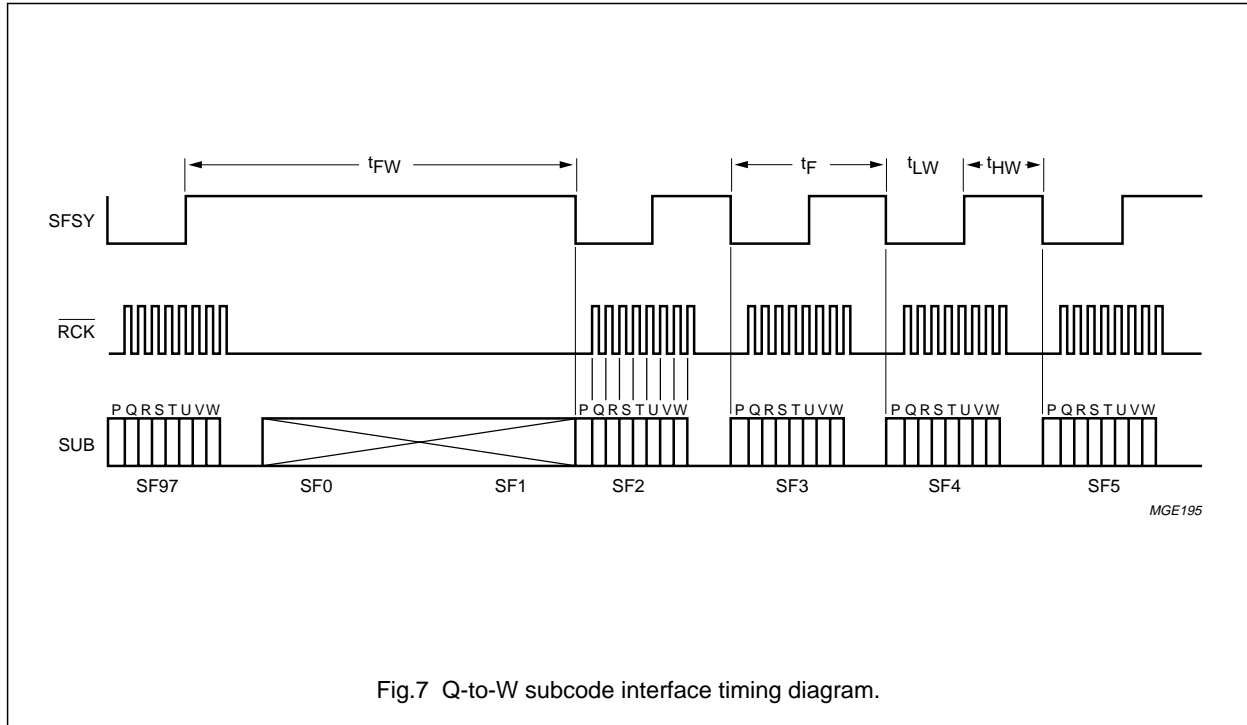 tFW
tF
tLW
tHW
SFSY
RCK
P Q R S T U V W
P Q R S T U V W
P Q R S T U V W
P Q R S T U V W
P Q R S T U V W
SUB
SF97
SF0
SF1
SF2
SF3
SF4
SF5
MGE195
Fig.7 Q-to-W subcode interface timing diagram.